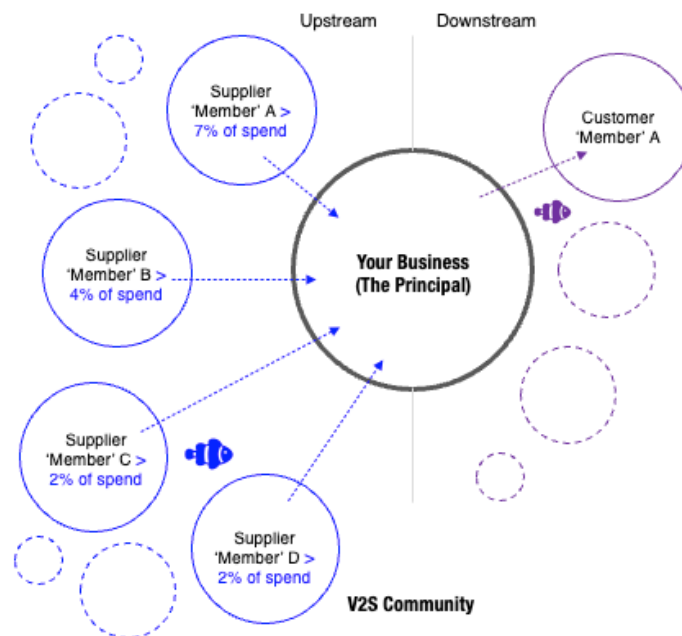 Upstream
Downstream
Supplier
‘Member’ A >
7% of spend
Customer
‘Member’ A
Supplier
‘Member’ B >
4% of spend
Your Business
(The Principal)
Supplier
‘Member’ C >
2% of spend
Supplier
‘Member’ D >
2% of spend
V2S Community